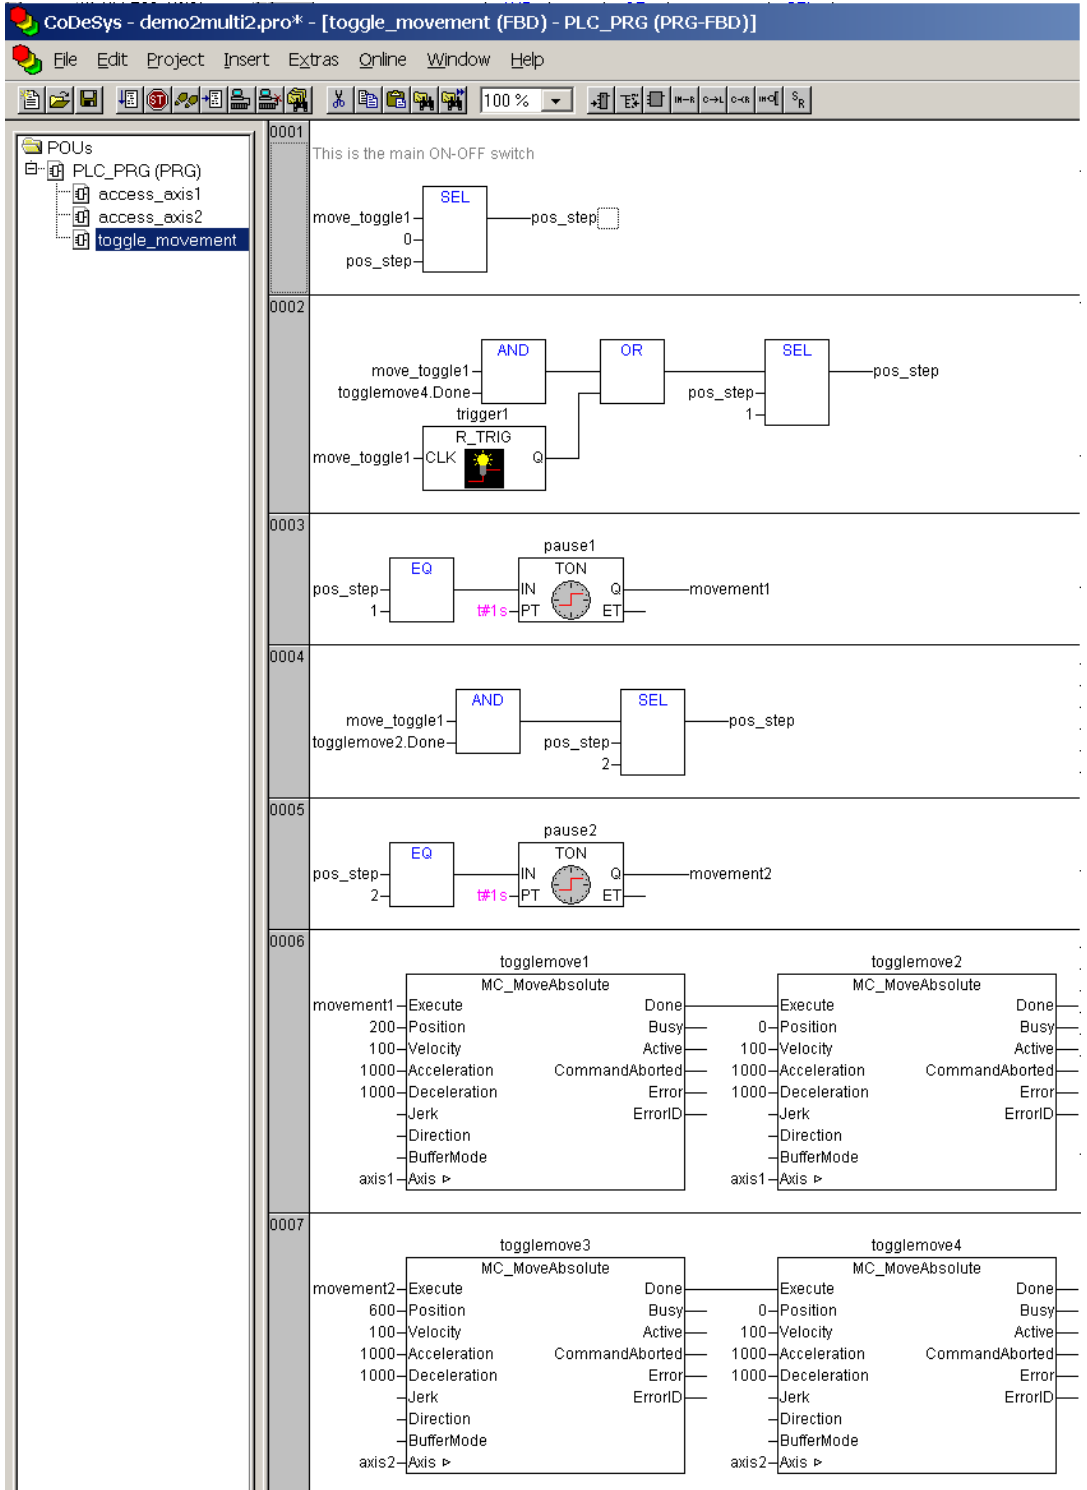 CoDeSys - demo2multi2.pro* - [toggle_movement (FBD) - PLC_PRG (PRG-FBD)]
File Edit Project Insert Extras Online Window Help
100 %
POUs
PLC_PRG (PRG)
access_axis1
access_axis2
toggle_movement
0001
This is the main ON-OFF switch
SEL
move_toggle1 pos_step
0
pos_step
0002
AND OR SEL
move_toggle1 pos_step
togglemove4.Done pos_step
trigger1 1
R_TRIG
move_toggle1 CLK Q
0003
pause1
EQ TON
pos_step IN Q movement1
1 t#1s PT ET
0004
AND SEL
move_toggle1 pos_step
togglemove2.Done pos_step
2
0005
pause2
EQ TON
pos_step IN Q movement2
2 t#1s PT ET
0006
togglemove1 togglemove2
MC_MoveAbsolute MC_MoveAbsolute
movement1 Execute Done Execute Done
200 Position Busy 0 Position Busy
100 Velocity Active 100 Velocity Active
1000 Acceleration CommandAborted 1000 Acceleration CommandAborted
1000 Deceleration Error 1000 Deceleration Error
Jerk ErrorID Jerk ErrorID
Direction Direction
BufferMode BufferMode
axis1 Axis axis1 Axis
0007
togglemove3 togglemove4
MC_MoveAbsolute MC_MoveAbsolute
movement2 Execute Done Execute Done
600 Position Busy 0 Position Busy
100 Velocity Active 100 Velocity Active
1000 Acceleration CommandAborted 1000 Acceleration CommandAborted
1000 Deceleration Error 1000 Deceleration Error
Jerk ErrorID Jerk ErrorID
Direction Direction
BufferMode BufferMode
axis2 Axis axis2 Axis